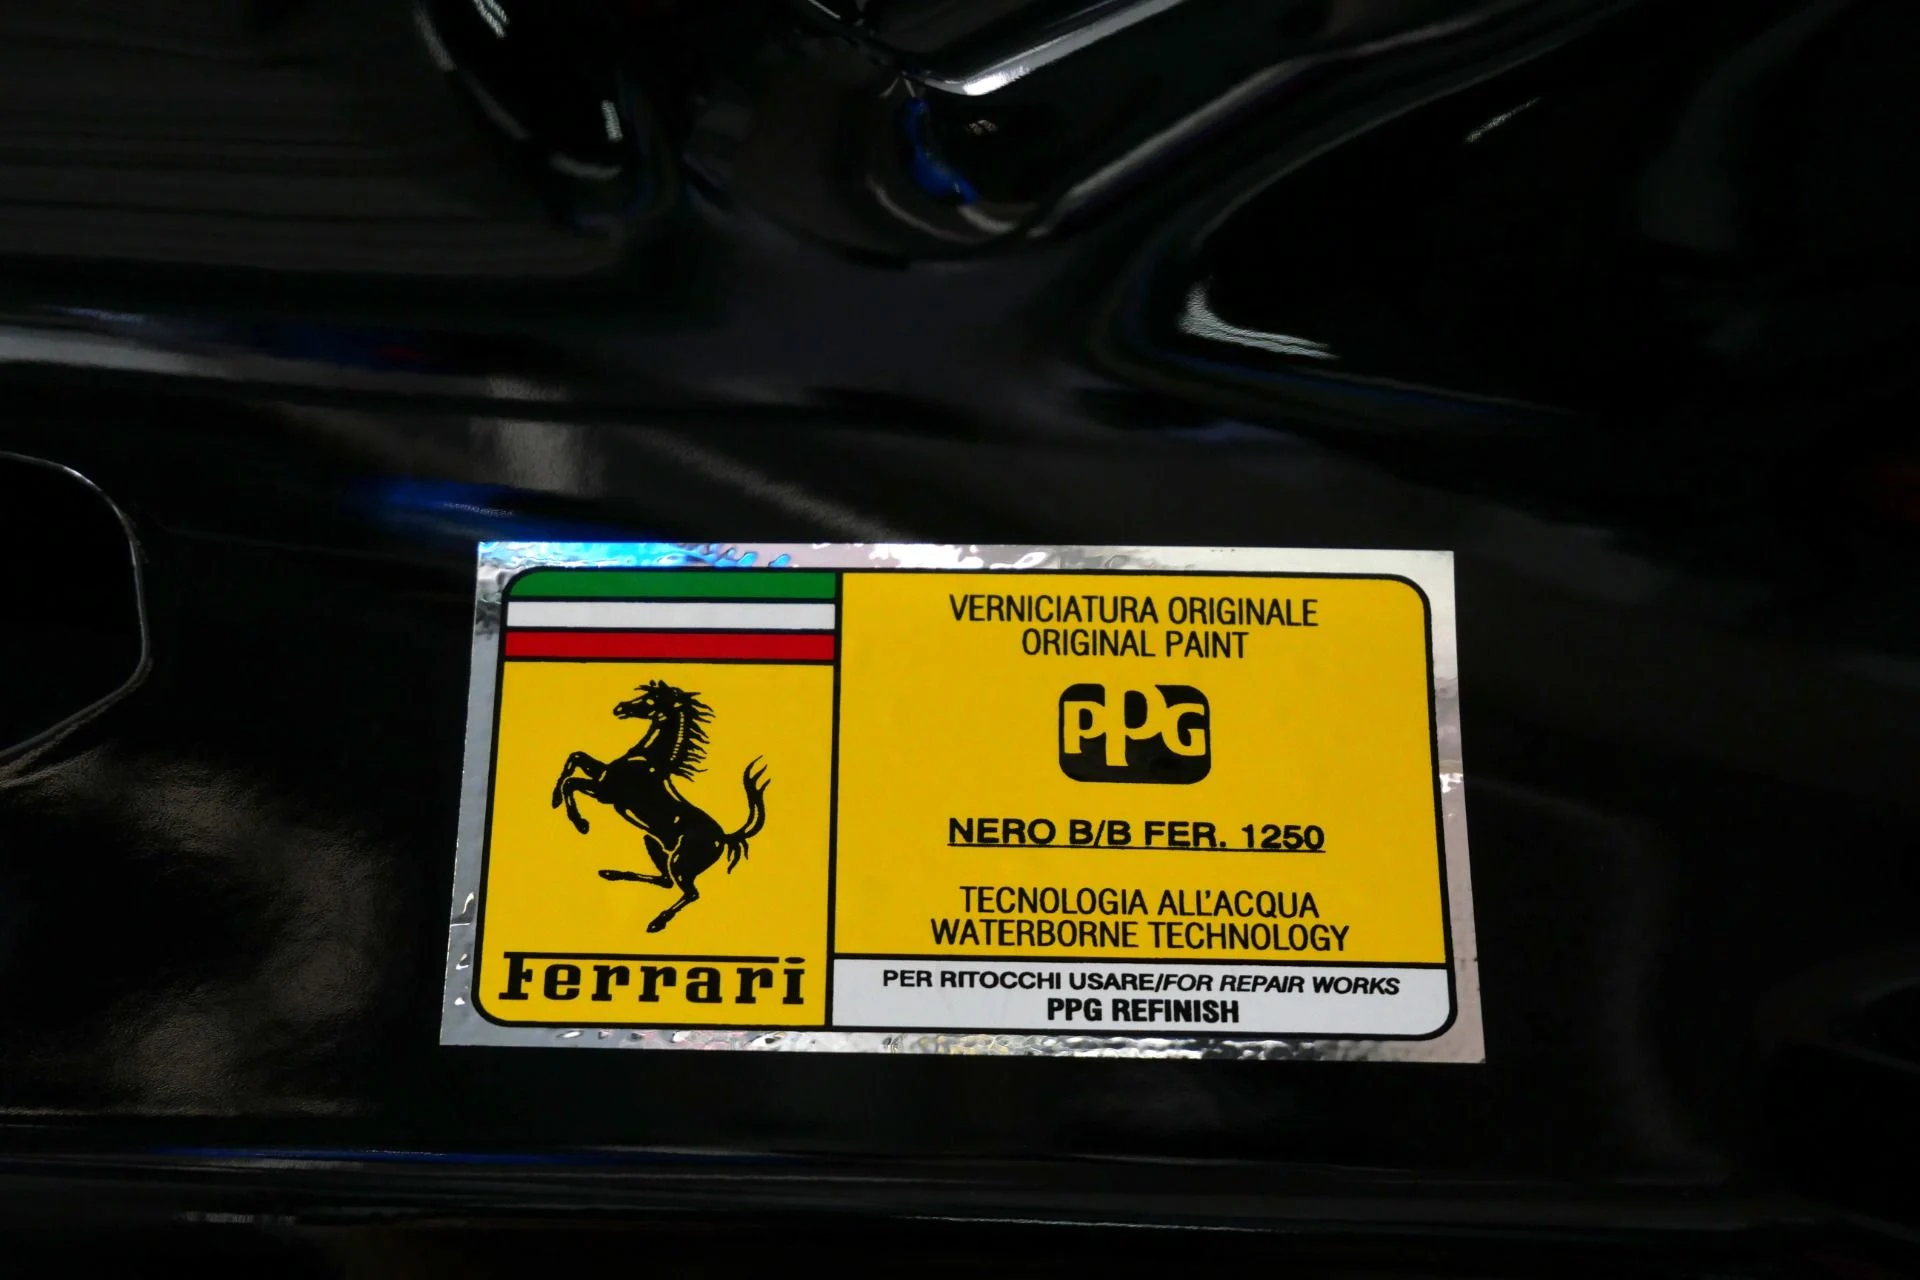 Ferrari
VERNICIATURA ORIGINALE
ORIGINAL PAINT
PPG
NERO B/B FER. 1250
TECNOLOGIA ALL'ACQUA
WATERBORNE TECHNOLOGY
PER RITOCCHI USARE/FOR REPAIR WORKS
PPG REFINISH